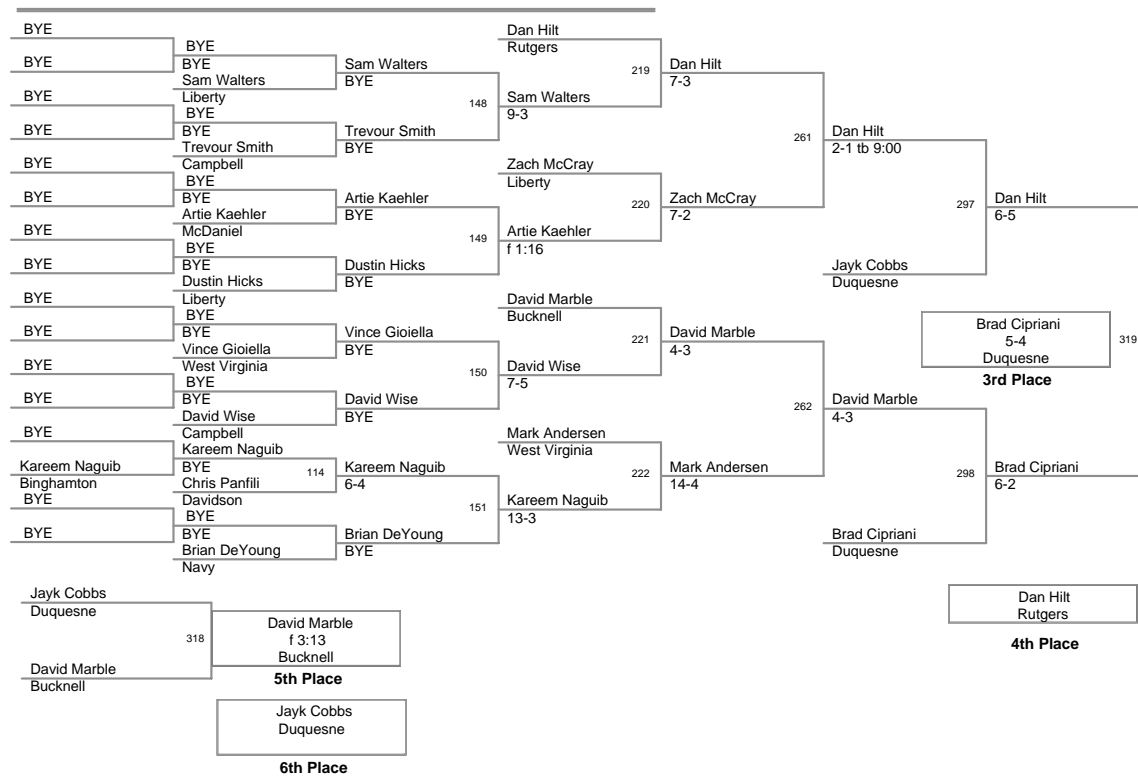 BYE
BYE
BYE
BYE
BYE
BYE
BYE
BYE
BYE
BYE
BYE
BYE
BYE
Kareem Naguib
Binghamton
BYE
BYE
BYE
BYE
Sam Walters
Liberty
BYE
BYE
Trevour Smith
Campbell
BYE
BYE
Artie Kaehler
McDaniel
BYE
BYE
Dustin Hicks
Liberty
BYE
BYE
Vince Gioiella
West Virginia
BYE
BYE
David Wise
Campbell
Kareem Naguib
BYE
114
Chris Panfili
Davidson
BYE
BYE
Brian DeYoung
Navy
Sam Walters
BYE
148
Trevour Smith
BYE
Artie Kaehler
BYE
149
Dustin Hicks
BYE
Vince Gioiella
BYE
150
David Wise
BYE
Kareem Naguib
6-4
151
Brian DeYoung
BYE
Dan Hilt
Rutgers
219
Sam Walters
9-3
Zach McCray
Liberty
220
Artie Kaehler
f 1:16
David Marble
Bucknell
221
David Wise
7-5
Mark Andersen
West Virginia
222
Kareem Naguib
13-3
Dan Hilt
7-3
261
Zach McCray
7-2
David Marble
4-3
262
Mark Andersen
14-4
Dan Hilt
2-1 tb 9:00
297
Jayk Cobbs
Duquesne
David Marble
4-3
298
Brad Cipriani
Duquesne
Dan Hilt
6-5
Brad Cipriani
5-4
Duquesne
319
3rd Place
Brad Cipriani
6-2
Dan Hilt
Rutgers
4th Place
Jayk Cobbs
Duquesne
318
David Marble
Bucknell
David Marble
f 3:13
Bucknell
5th Place
Jayk Cobbs
Duquesne
6th Place